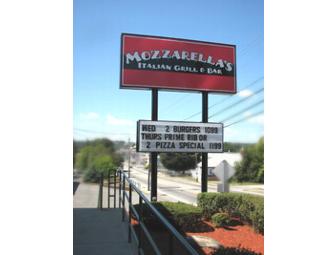 MOZZARELLA'S
ITALIAN GRILL & BAR
WED 2 BURGERS 1099
THURS PRIME RIB OR
2 PIZZA SPECIAL 1199